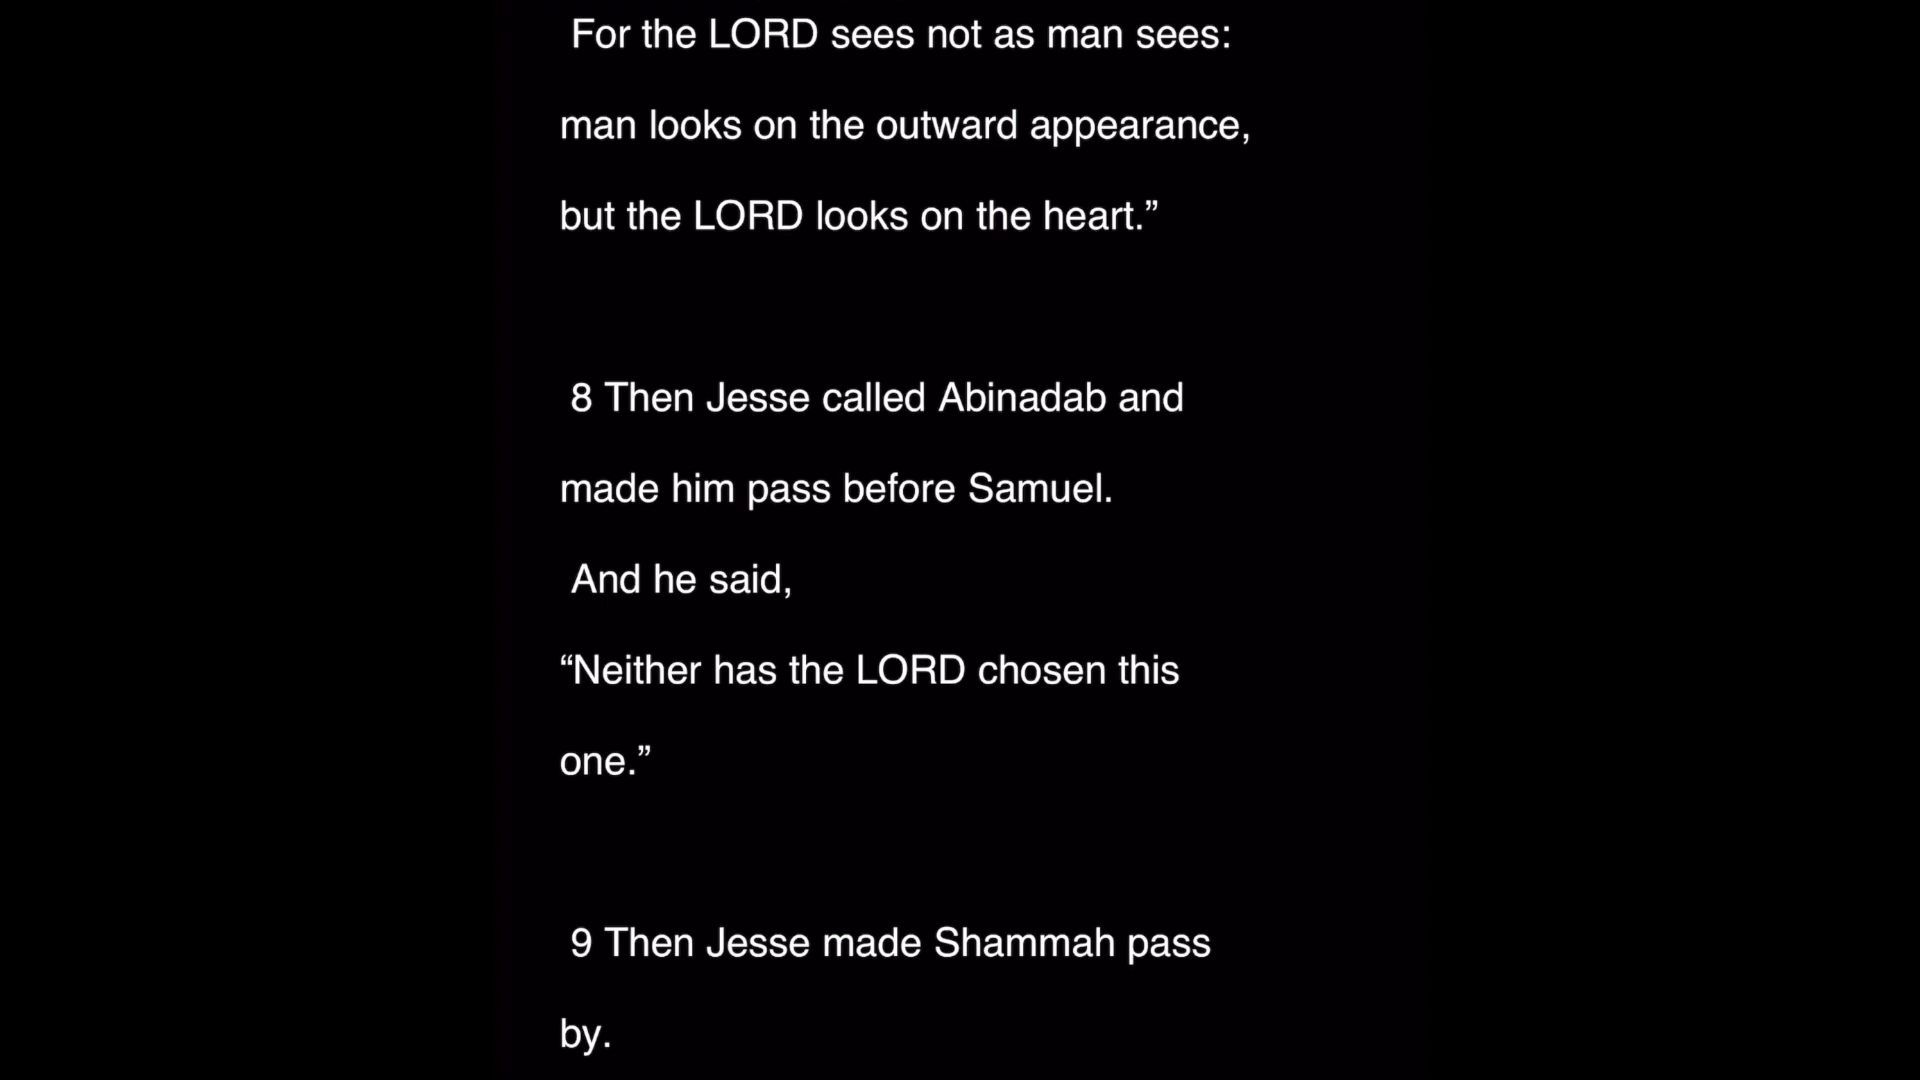 For the LORD sees not as man sees:
man looks on the outward appearance,
but the LORD looks on the heart.”
8 Then Jesse called Abinadab and
made him pass before Samuel.
And he said,
“Neither has the LORD chosen this
one.”
9 Then Jesse made Shammah pass
by.